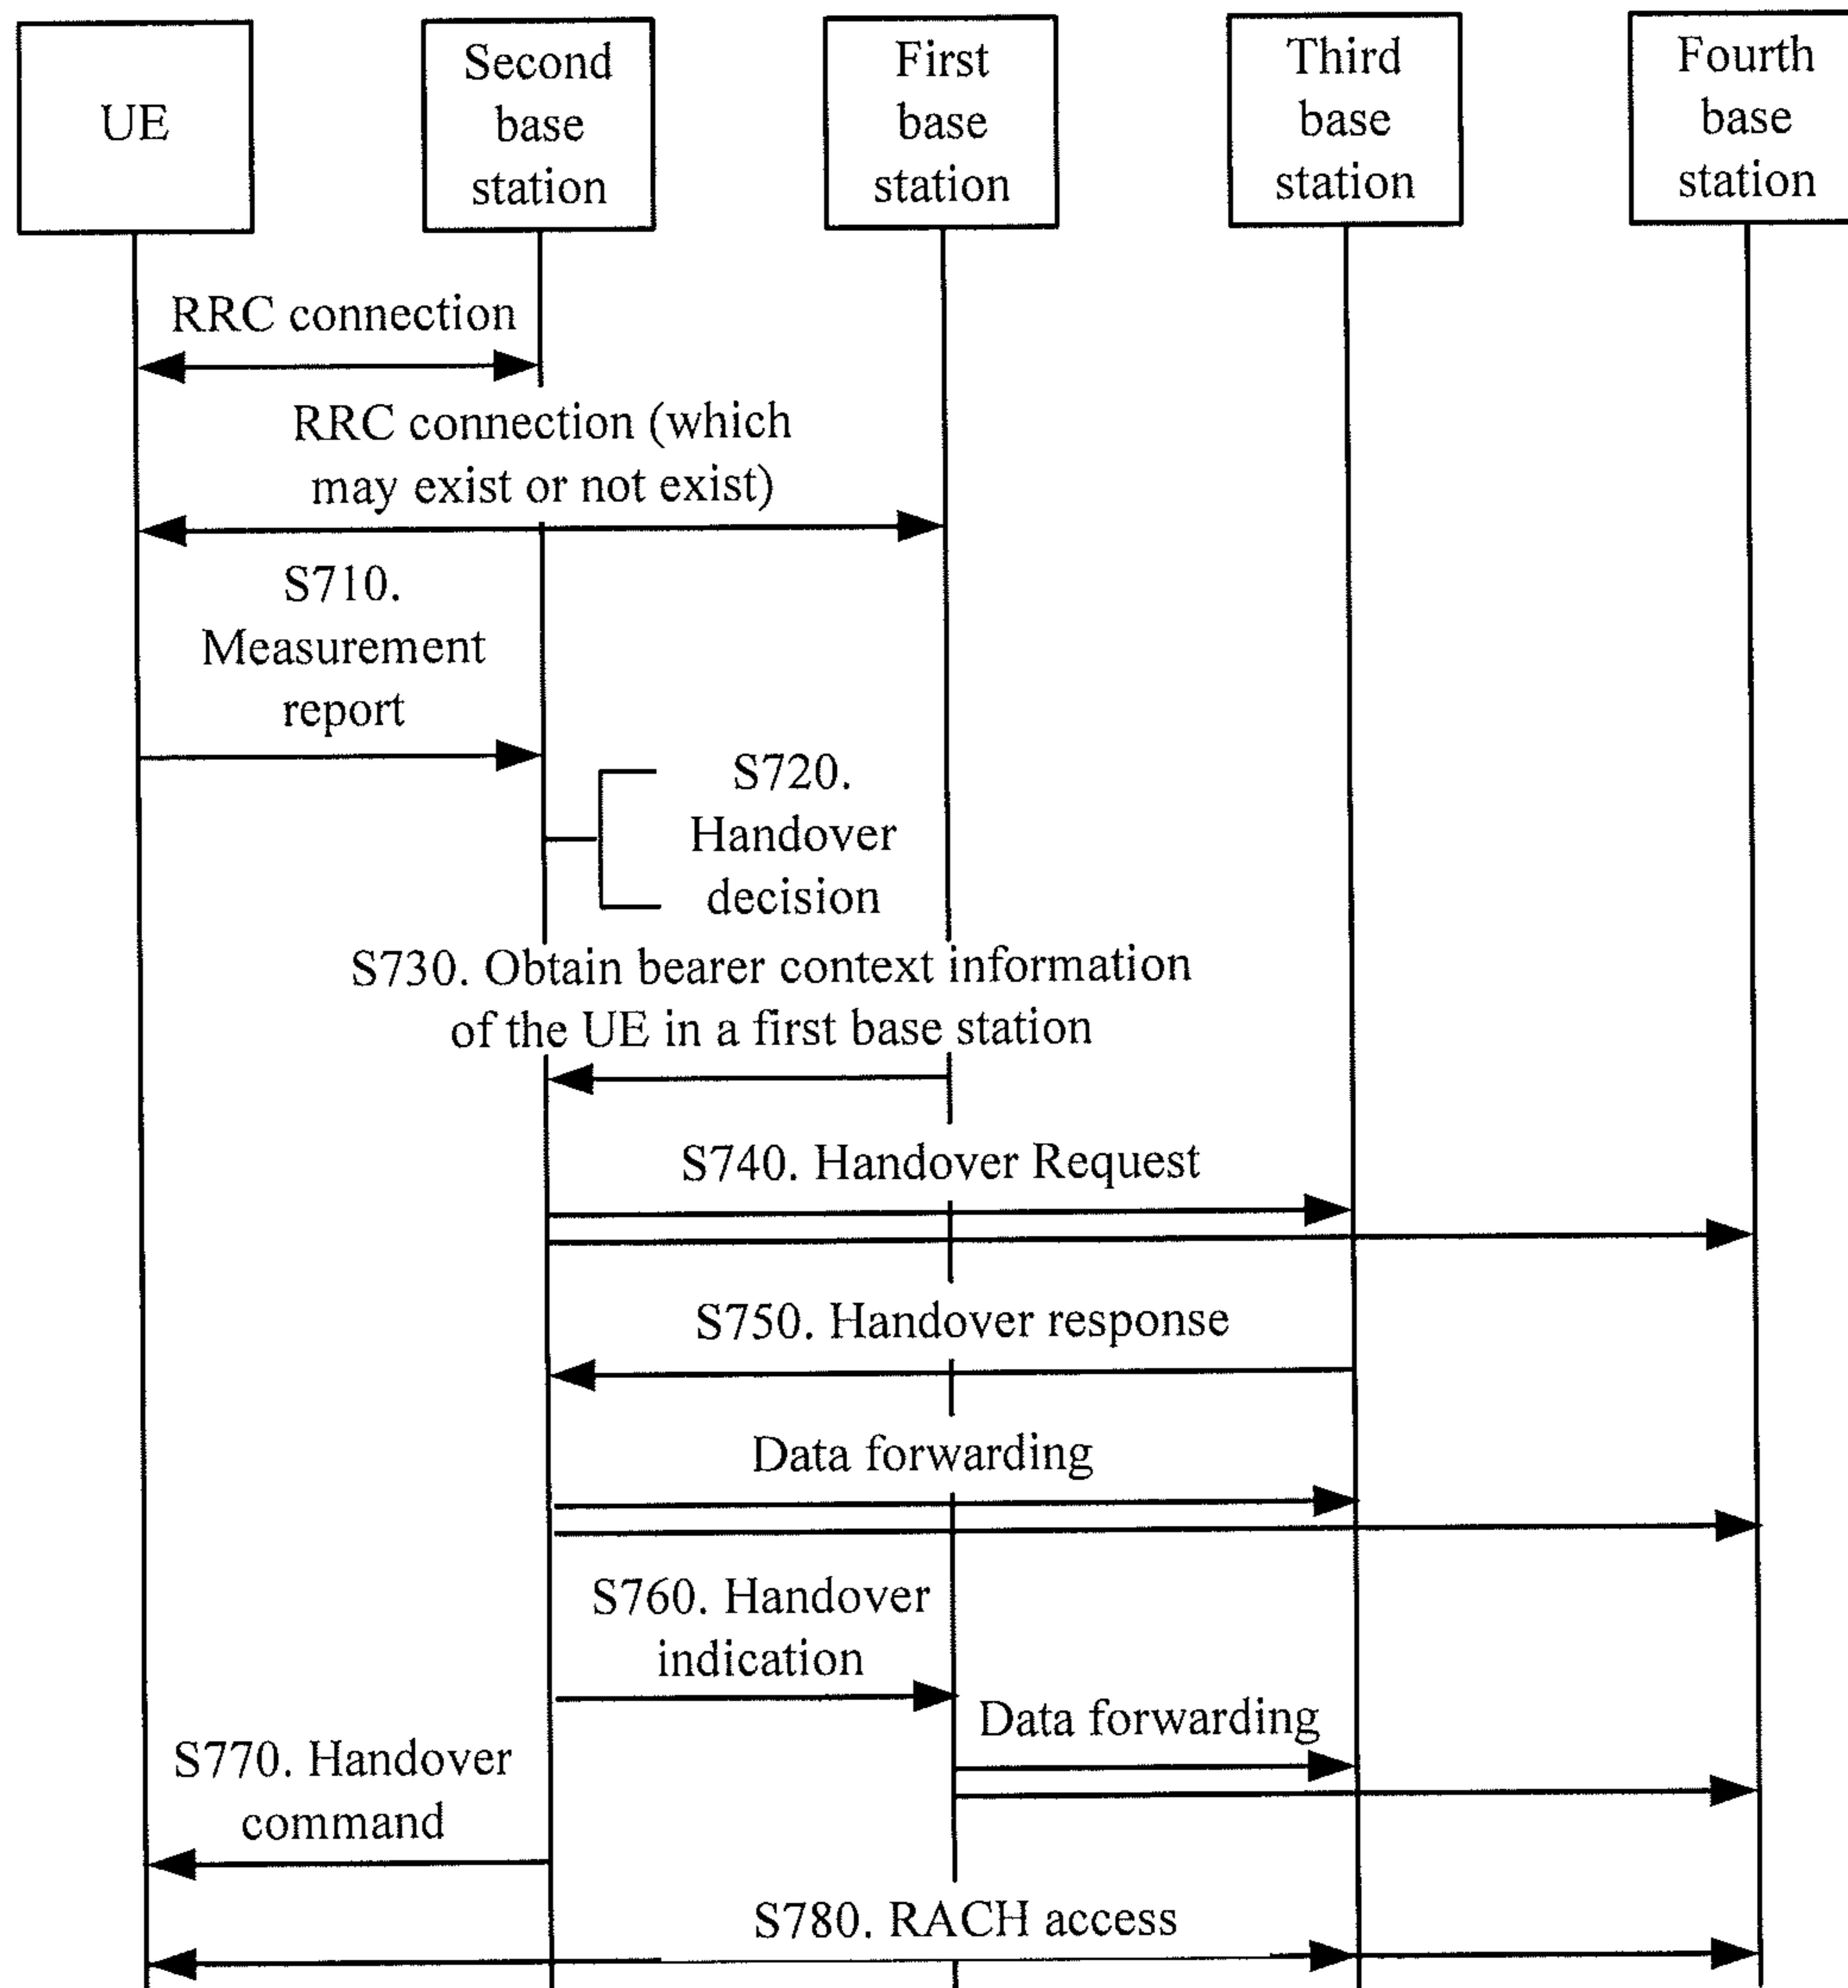 UE
Second
base
station
First
base
station
Third
base
station
Fourth
base
station
RRC connection
RRC connection (which
may exist or not exist)
S710.
Measurement
report
S720.
Handover
decision
S730. Obtain bearer context information
of the UE in a first base station
S740. Handover Request
S750. Handover response
Data forwarding
S760. Handover
indication
Data forwarding
S770. Handover
command
S780. RACH access